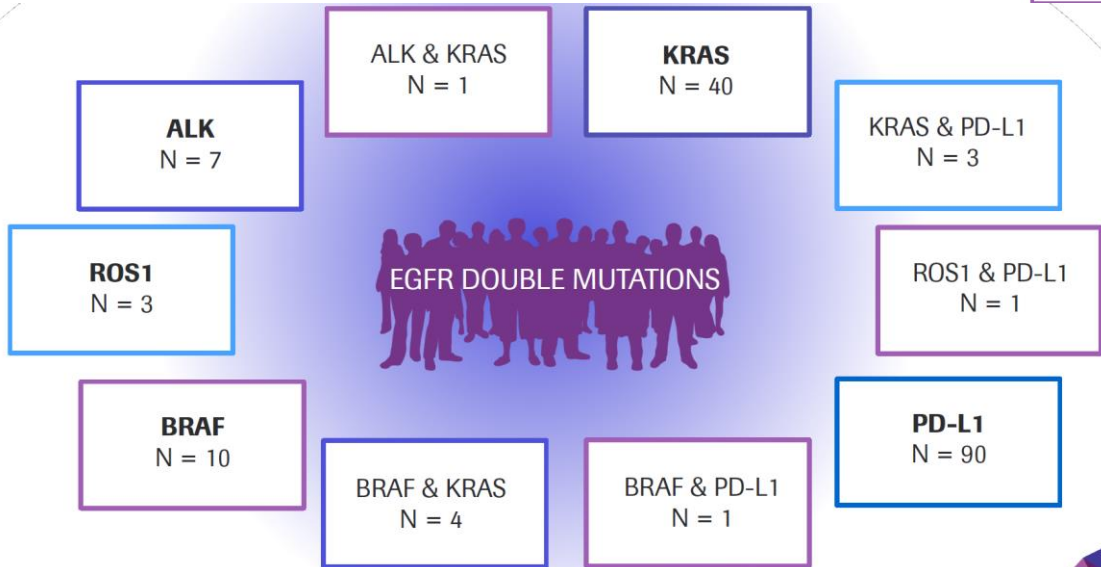 ALK & KRAS
N = 1
KRAS
N = 40
ALK
N = 7
KRAS & PD-L1
N = 3
ROS1
N = 3
EGFR DOUBLE MUTATIONS
ROS1 & PD-L1
N = 1
BRAF
N = 10
PD-L1
N = 90
BRAF & KRAS
N = 4
BRAF & PD-L1
N = 1